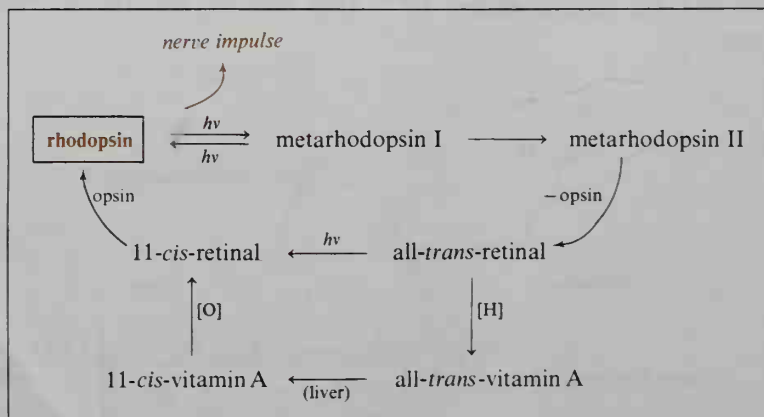 nerve impulse
hν
rhodopsin metarhodopsin I metarhodopsin II
hν
opsin −opsin
11-cis-retinal hν all-trans-retinal
[O] [H]
11-cis-vitamin A (liver) all-trans-vitamin A